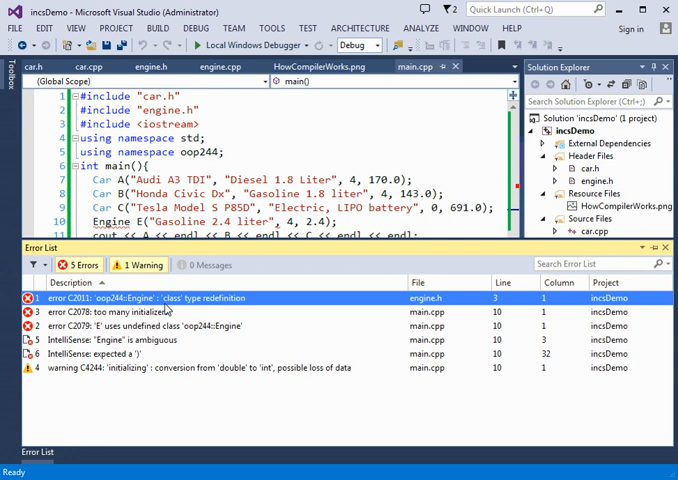 incsDemo - Microsoft Visual Studio (Administrator)
2
Quick Launch (Ctrl+Q)
FILE EDIT VIEW PROJECT BUILD DEBUG TEAM TOOLS TEST ARCHITECTURE ANALYZE WINDOW HELP Sign in
Local Windows Debugger Debug
Toolbox
car.h engine.h engine.cpp HowCompilerWorks.png main.cpp
(Global Scope) main()
1 #include "car.h"
2 #include "engine.h"
3 #include <iostream>
4 using namespace std;
5 using namespace oop244;
6 int main(){
7 Car A("Audi A3 TDI", "Diesel 1.8 Liter", 4, 170.0);
8 Car B("Honda Civic Dx", "Gasoline 1.8 liter", 4, 143.0);
9 Car C("Tesla Model S P85D", "Electric, LIPO battery", 0, 691.0);
10 Engine E("Gasoline 2.4 liter", 4, 2.4);
cout << A << endl << B << endl << C << endl;
Solution Explorer
Search Solution Explorer (Ctrl+;)
Solution 'incsDemo' (1 project)
incsDemo
External Dependencies
Header Files
car.h
engine.h
Resource Files
HowCompilerWorks.png
Source Files
car.cpp
Error List
5 Errors 1 Warning 0 Messages Search Error List
Description File Line Column Project
1 error C2011: 'oop244::Engine' : 'class' type redefinition engine.h 3 1 incsDemo
3 error C2078: too many initializers main.cpp 10 1 incsDemo
2 error C2079: 'E' uses undefined class 'oop244::Engine' main.cpp 10 1 incsDemo
5 IntelliSense: "Engine" is ambiguous main.cpp 10 3 incsDemo
6 IntelliSense: expected a ')' main.cpp 10 32 incsDemo
4 warning C4244: 'initializing' : conversion from 'double' to 'int', possible loss of data main.cpp 10 1 incsDemo
Error List
Ready